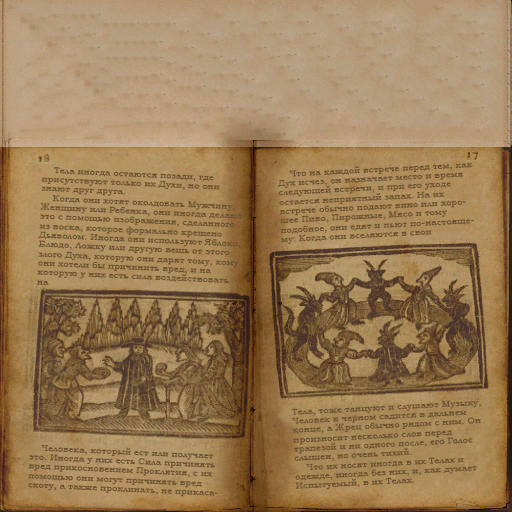 18
Тела иногда остаются позади, где
присутствуют только их Духи, но они
знают друг друга.
Когда они хотят околдовать Мужчину,
Женщину или Ребенка, они иногда делают
это с помощью изображения, сделанного
из воска, которое формально крещено
Дьяволом. Иногда они используют Яблоко,
Блюдо, Ложку или другую вещь от этого
злого Духа, которую они дарят тому, кому
они хотели бы причинить вред, и на
которую у них есть сила воздействовать
на
Человека, который ест или получает
это. Иногда у них есть Сила причинять
вред прикосновением Проклятия, с их
помощью они могут причинять вред
скоту, а также проклинать, не прикаса-
17
Что на каждой встрече перед тем, как
Дух исчез, он назначает место и время
следующей встречи, и при его уходе
остается неприятный запах. На их
встрече обычно подают вино или хоро-
шее Пиво, Пирожные, Мясо и тому
подобное, они едят и пьют по-настояще-
му. Когда они вселяются в свои
Тела, тоже танцуют и слушают Музыку,
Человек в черном садится в дальнем
конце, а Жрец обычно рядом с ним. Он
произносит несколько слов перед
трапезой и ни одного после, его Голос
слышен, но очень тихий.
Что их носят иногда в их Телах и
одежде, иногда без них, и, как думает
Испытуемый, в их Телах.